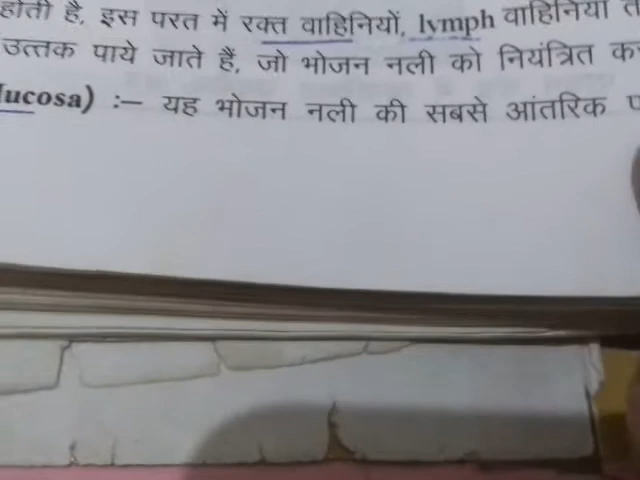 होती है, इस परत में रक्त वाहिनियों, lymph वाहिनियों
उत्तक पाये जाते हैं, जो भोजन नली को नियंत्रित
ucosa) :– यह भोजन नली की सबसे आंतरिक